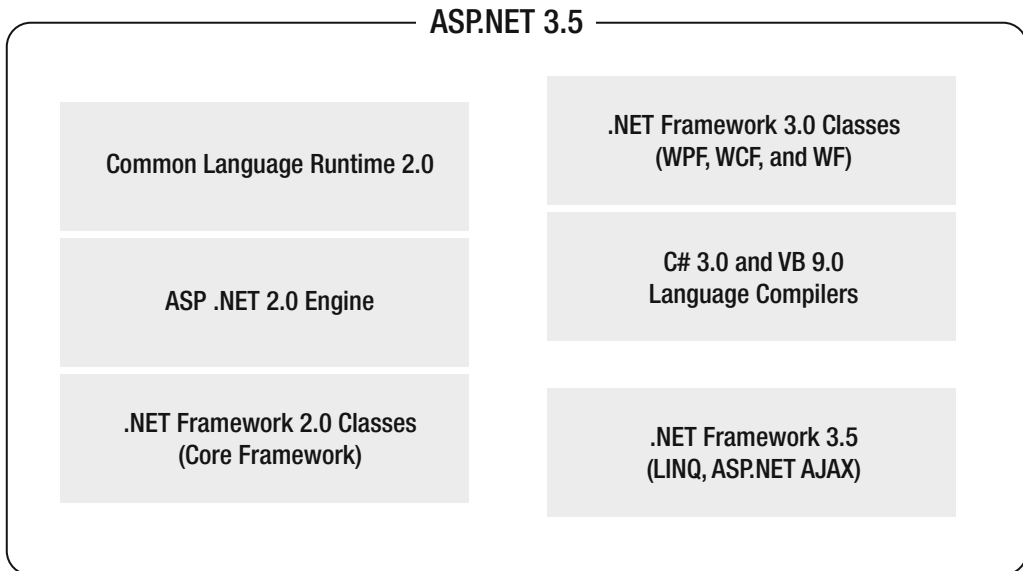 ASP.NET 3.5
Common Language Runtime 2.0
ASP .NET 2.0 Engine
.NET Framework 2.0 Classes
(Core Framework)
.NET Framework 3.0 Classes
(WPF, WCF, and WF)
C# 3.0 and VB 9.0
Language Compilers
.NET Framework 3.5
(LINQ, ASP.NET AJAX)